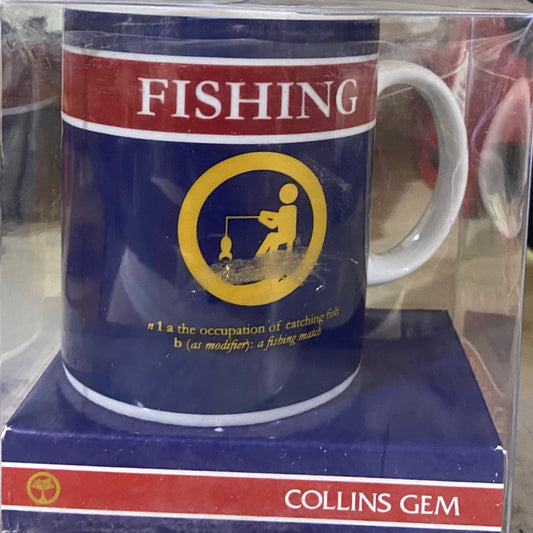 FISHING
n 1 a the occupation of catching fish
b (as modifier): a fishing match
COLLINS GEM